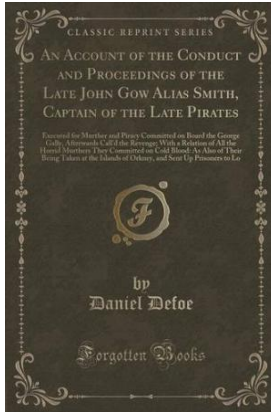 CLASSIC REPRINT SERIES
AN ACCOUNT OF THE CONDUCT
AND PROCEEDINGS OF THE
LATE JOHN GOW ALIAS SMITH,
CAPTAIN OF THE LATE PIRATES
Executed for Murther and Piracy Committed on Board the George
Gally, Afterwards Call'd the Revenge; With a Relation of All the
Horrid Murthers They Committed on Cold Blood: As Also of Their
Being Taken at the Islands of Orkney, and Sent Up Prisoners to Lo
F
by
Daniel Defoe
Forgotten Books